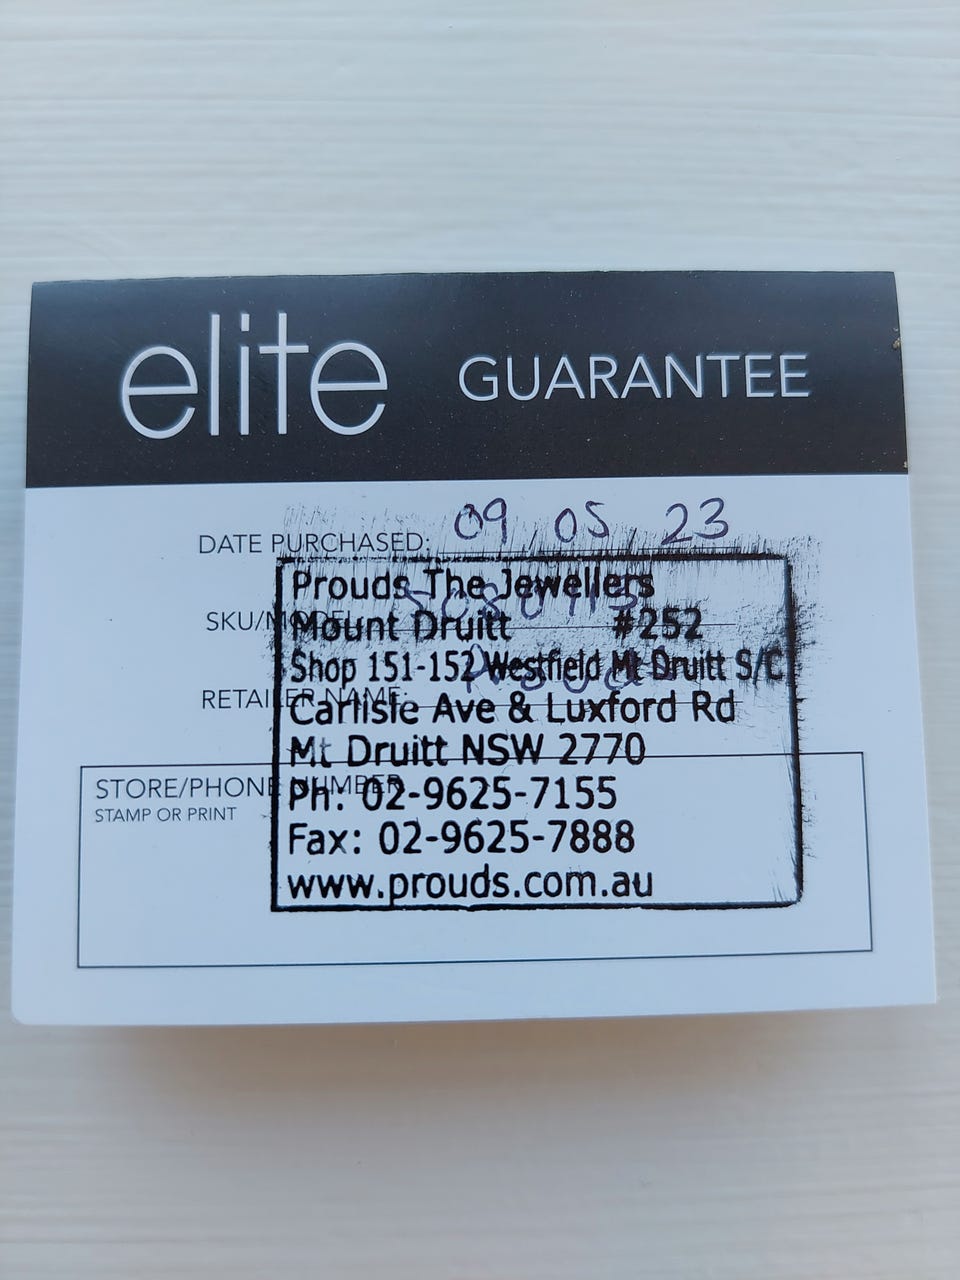 elite GUARANTEE
DATE PURCHASED: 09 / 05 / 23
Prouds The Jewellers
SKU/MODEL
Mount Druitt #252
Shop 151-152 Westfield Mt Druitt S/C
RETAILER NAME:
Carlisle Ave & Luxford Rd
Mt Druitt NSW 2770
STORE/PHONE NUMBER
STAMP OR PRINT
Ph: 02-9625-7155
Fax: 02-9625-7888
www.prouds.com.au